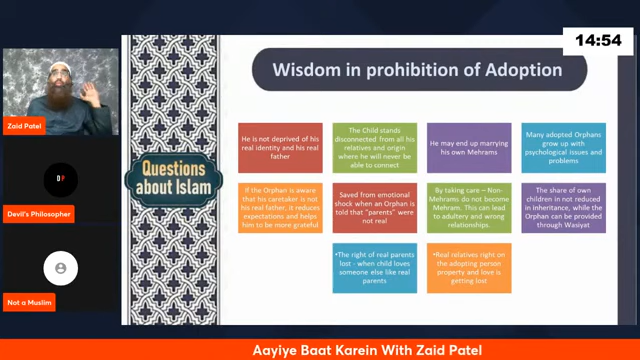 14:54
Wisdom in prohibition of Adoption
Zaid Patel
DP
Devil's Philosopher
Not a Muslim
Questions
about Islam
He is not deprived of his
real identity and his real
father
The Child stands
disconnected from all his
relatives and origin
where he will never be
able to connect
He may end up marrying
his own Mehrams
Many adopted Orphans
grow up with
psychological issues and
problems
If the Orphan is aware
that his caretaker is not
his real father, it reduces
expectations and helps
him to be more grateful
Saved from emotional
shock when an Orphan is
told that "parents" were
not real
By taking care – Non-
Mehrams do not become
Mehram. This can lead
to adultery and wrong
relationships.
The share of own
children in not reduced
in inheritance, while the
Orphan can be provided
through Wasiyat
•The right of real parents
lost - when child loves
someone else like real
parents
•Real relatives right on
the adopting person
property and love is
getting lost
Aayiye Baat Karein With Zaid Patel